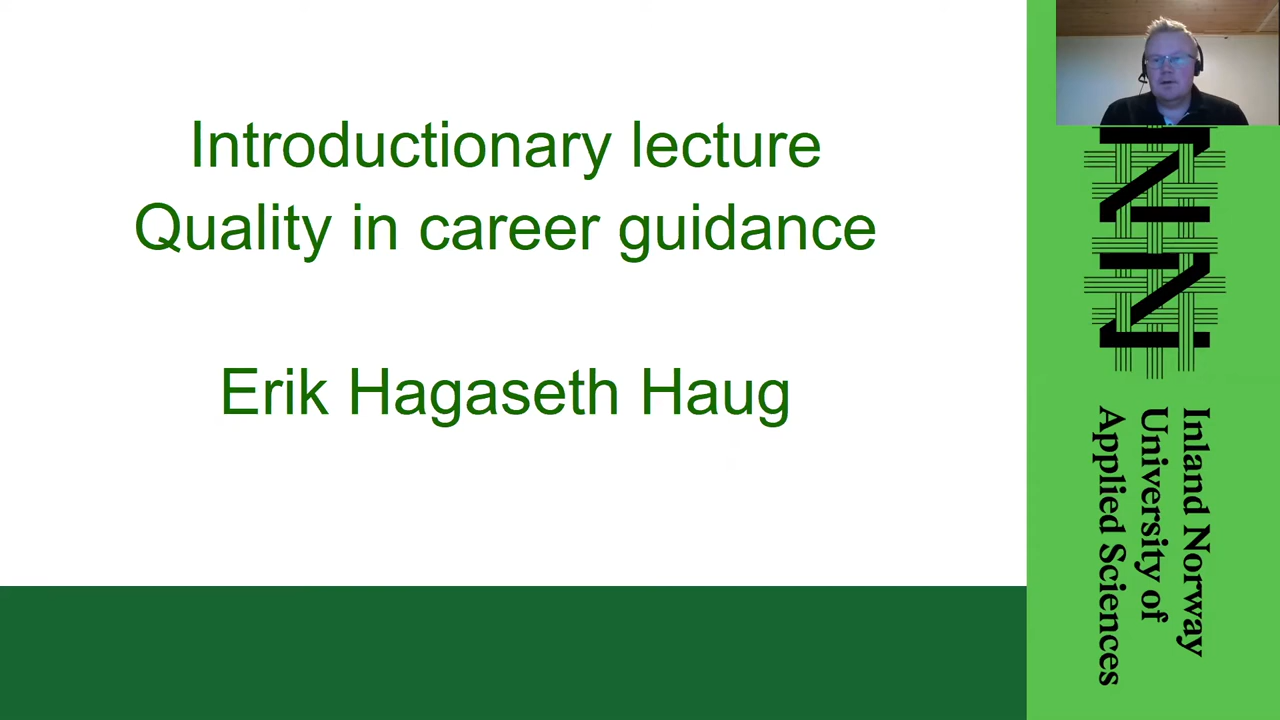 Introductionary lecture
Quality in career guidance
Erik Hagaseth Haug
Inland Norway
University of
Applied Sciences